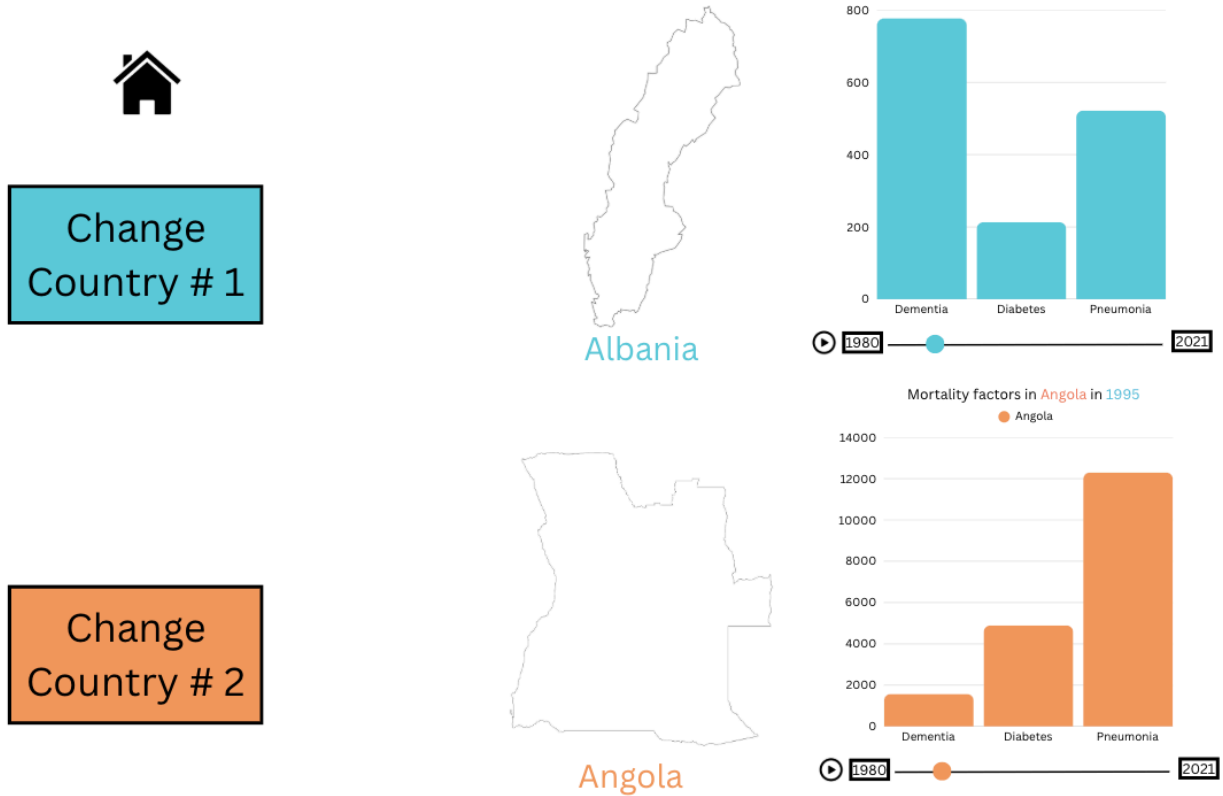 Change
Country # 1
Albania
800
600
400
200
0
Dementia Diabetes Pneumonia
1980 2021
Mortality factors in Angola in 1995
Angola
14000
12000
10000
8000
6000
4000
2000
0
Dementia Diabetes Pneumonia
1980 2021
Change
Country # 2
Angola